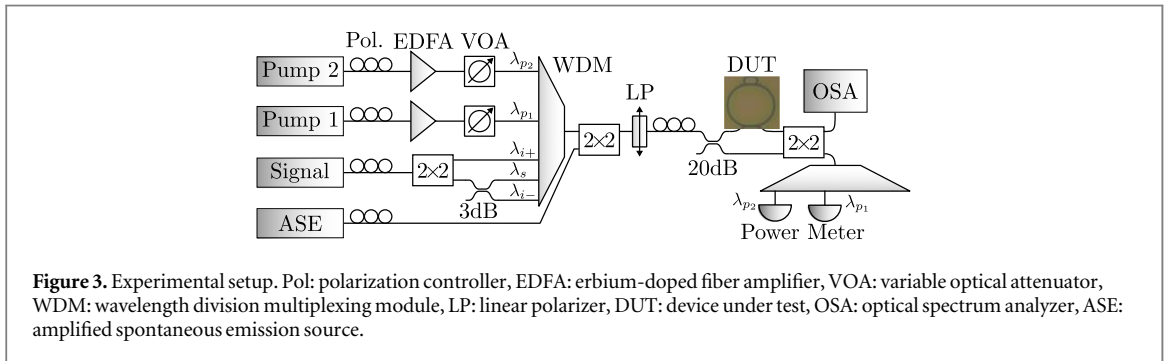 Pol. EDFA VOA
Pump 2
λp2
WDM
DUT
LP
OSA
Pump 1
λp1
2×2
2×2
λi+
Signal
2×2
λs
20dB
λi−
3dB
ASE
λp2
λp1
Power Meter
Figure 3. Experimental setup. Pol: polarization controller, EDFA: erbium-doped fiber amplifier, VOA: variable optical attenuator,
WDM: wavelength division multiplexing module, LP: linear polarizer, DUT: device under test, OSA: optical spectrum analyzer, ASE:
amplified spontaneous emission source.